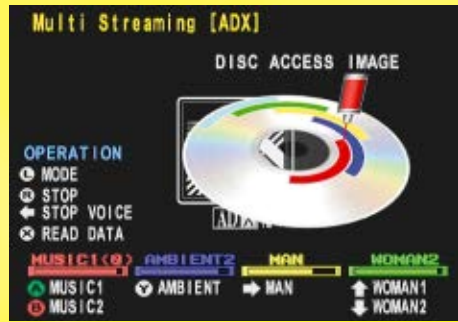 Multi Streaming [ADX]
DISC ACCESS IMAGE
OPERATION
L MODE
R STOP
← STOP VOICE
X READ DATA
ADX
MUSIC1(0) AMBIENT2 MAN WOMAN2
A MUSIC1 Y AMBIENT → MAN ↑ WOMAN1
B MUSIC2 ↓ WOMAN2